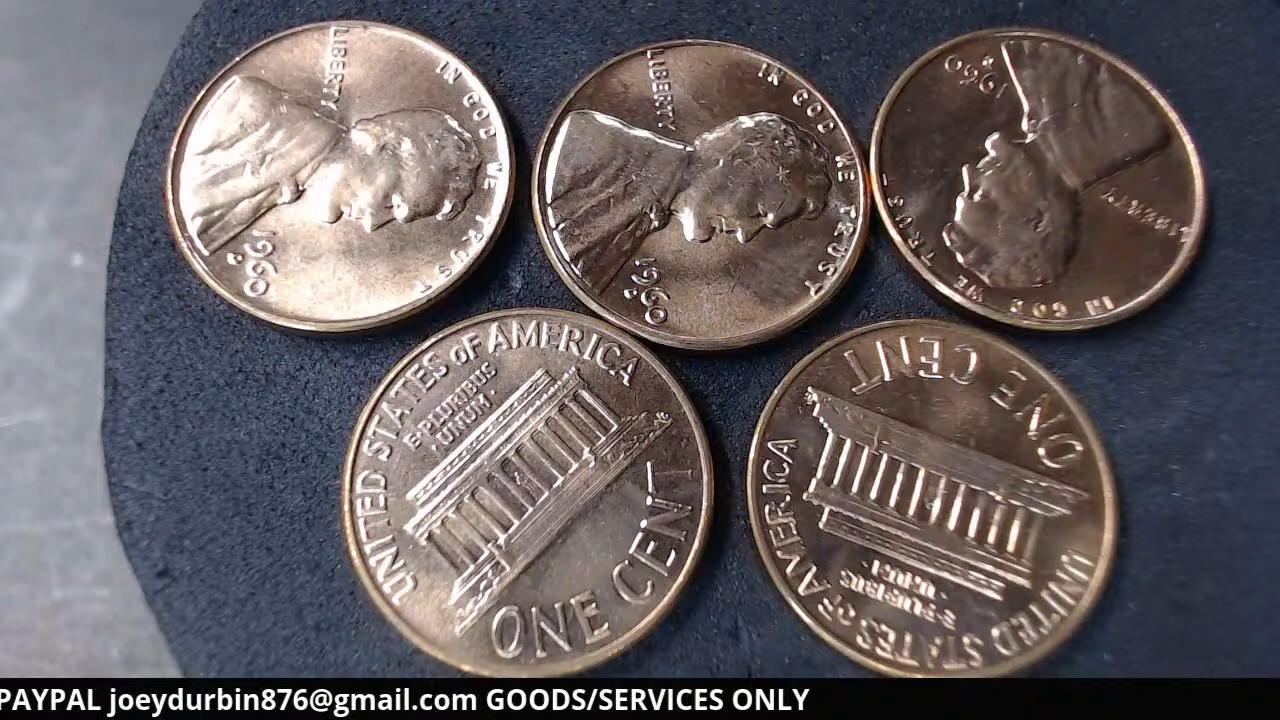 LIBERTY
IN GOD WE TRUST
1960
D
LIBERTY
IN GOD WE TRUST
1960
D
1960
D
LIBERTY
IN GOD WE TRUST
UNITED STATES OF AMERICA
E·PLURIBUS
UNUM
ONE CENT
ONE CENT
UNITED STATES OF AMERICA
E·PLURIBUS
UNUM
PAYPAL joeydurbin876@gmail.com GOODS/SERVICES ONLY